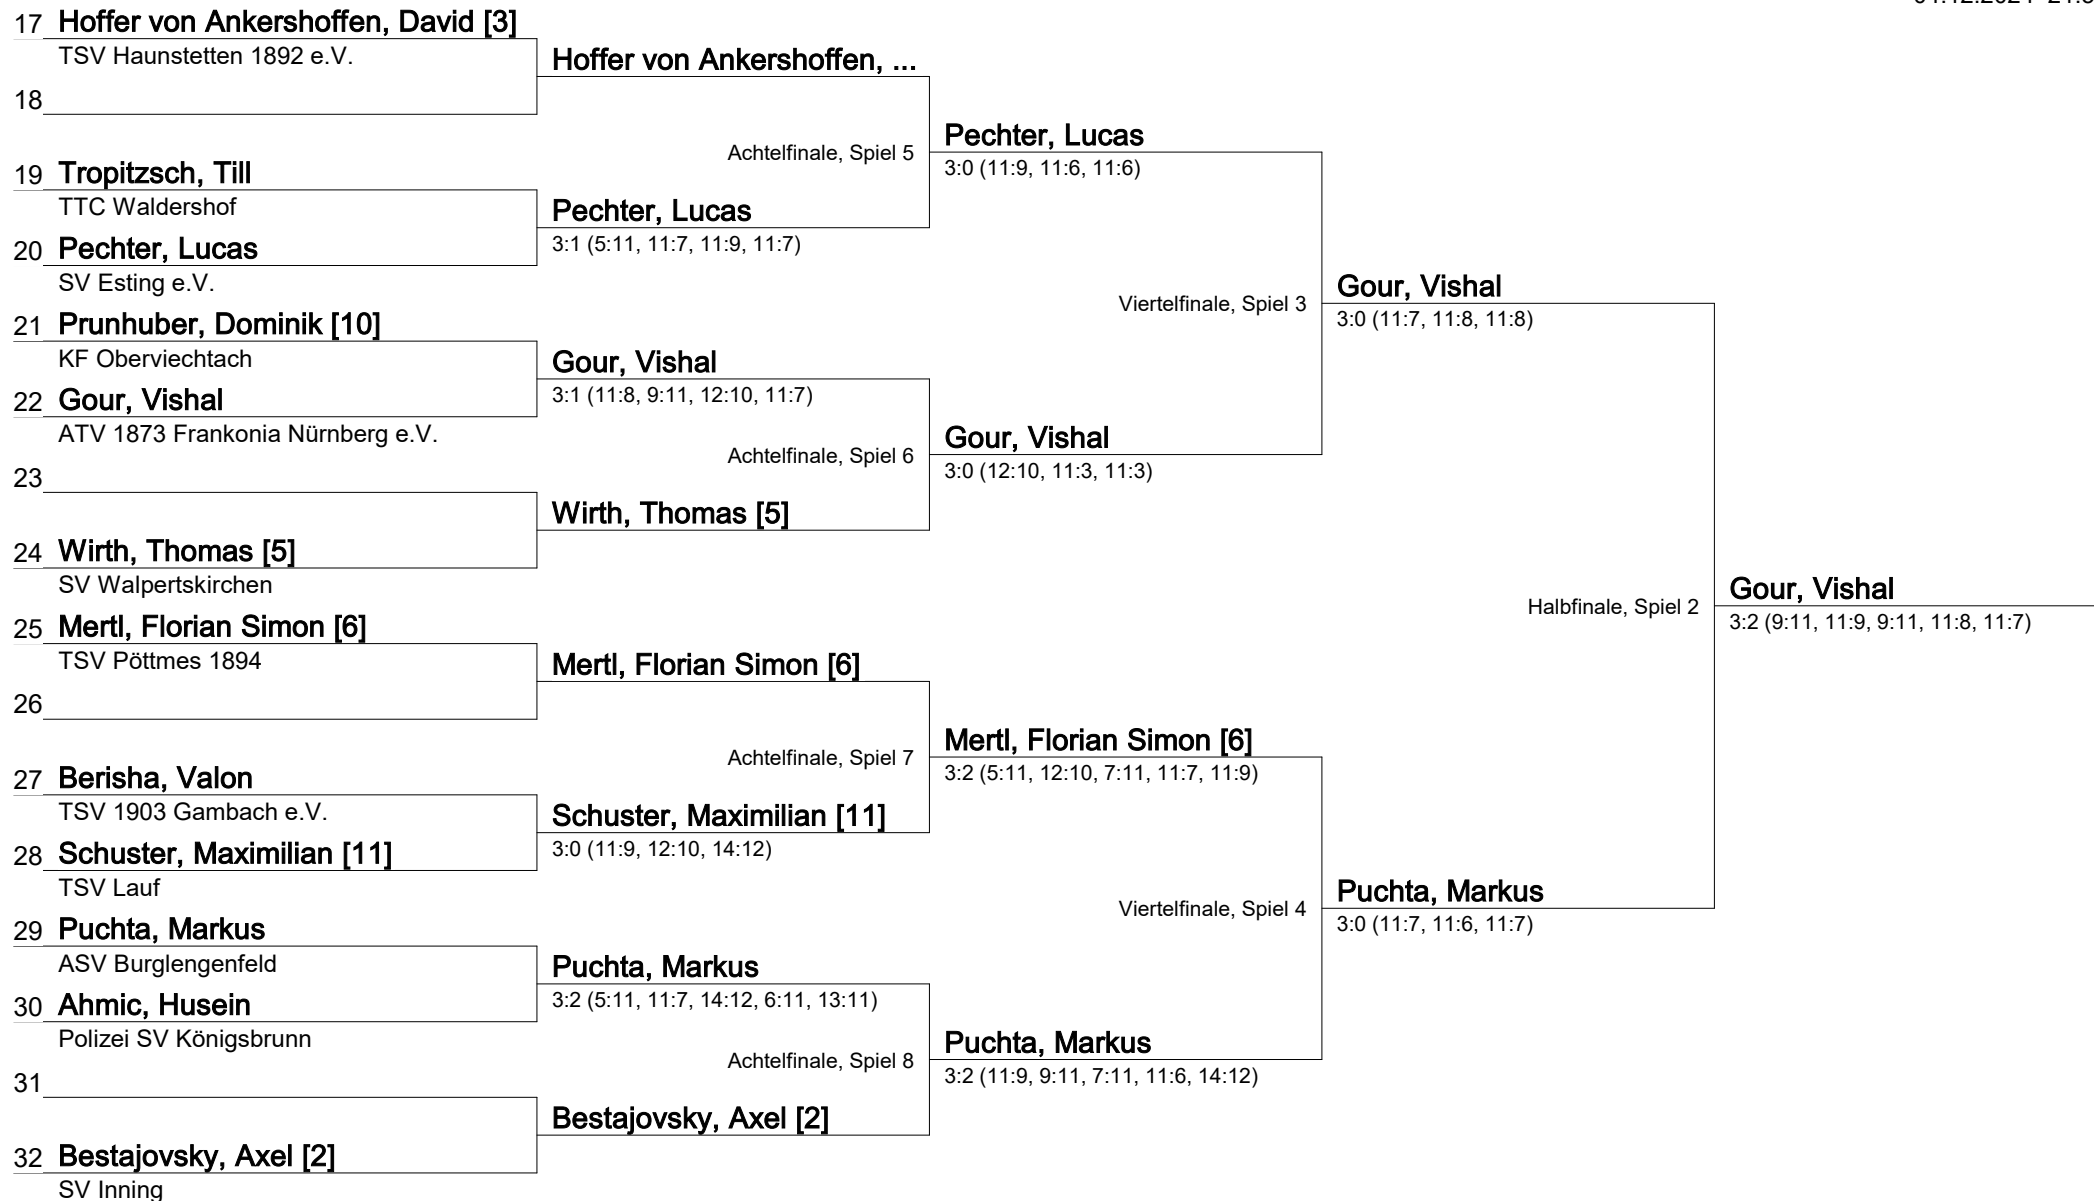 17 Hoffer von Ankershoffen, David [3]
TSV Haunstetten 1892 e.V.
Hoffer von Ankershoffen, ...
18
Achtelfinale, Spiel 5
Pechter, Lucas
3:0 (11:9, 11:6, 11:6)
19 Tropitzsch, Till
TTC Waldershof
Pechter, Lucas
3:1 (5:11, 11:7, 11:9, 11:7)
20 Pechter, Lucas
SV Esting e.V.
Viertelfinale, Spiel 3
Gour, Vishal
3:0 (11:7, 11:8, 11:8)
21 Prunhuber, Dominik [10]
KF Oberviechtach
Gour, Vishal
3:1 (11:8, 9:11, 12:10, 11:7)
22 Gour, Vishal
ATV 1873 Frankonia Nürnberg e.V.
Achtelfinale, Spiel 6
Gour, Vishal
3:0 (12:10, 11:3, 11:3)
23
Wirth, Thomas [5]
24 Wirth, Thomas [5]
SV Walpertskirchen
Halbfinale, Spiel 2
Gour, Vishal
3:2 (9:11, 11:9, 9:11, 11:8, 11:7)
25 Mertl, Florian Simon [6]
TSV Pöttmes 1894
Mertl, Florian Simon [6]
26
Achtelfinale, Spiel 7
Mertl, Florian Simon [6]
3:2 (5:11, 12:10, 7:11, 11:7, 11:9)
27 Berisha, Valon
TSV 1903 Gambach e.V.
Schuster, Maximilian [11]
3:0 (11:9, 12:10, 14:12)
28 Schuster, Maximilian [11]
TSV Lauf
Viertelfinale, Spiel 4
Puchta, Markus
3:0 (11:7, 11:6, 11:7)
29 Puchta, Markus
ASV Burglengenfeld
Puchta, Markus
3:2 (5:11, 11:7, 14:12, 6:11, 13:11)
30 Ahmic, Husein
Polizei SV Königsbrunn
Achtelfinale, Spiel 8
Puchta, Markus
3:2 (11:9, 9:11, 7:11, 11:6, 14:12)
31
Bestajovsky, Axel [2]
32 Bestajovsky, Axel [2]
SV Inning